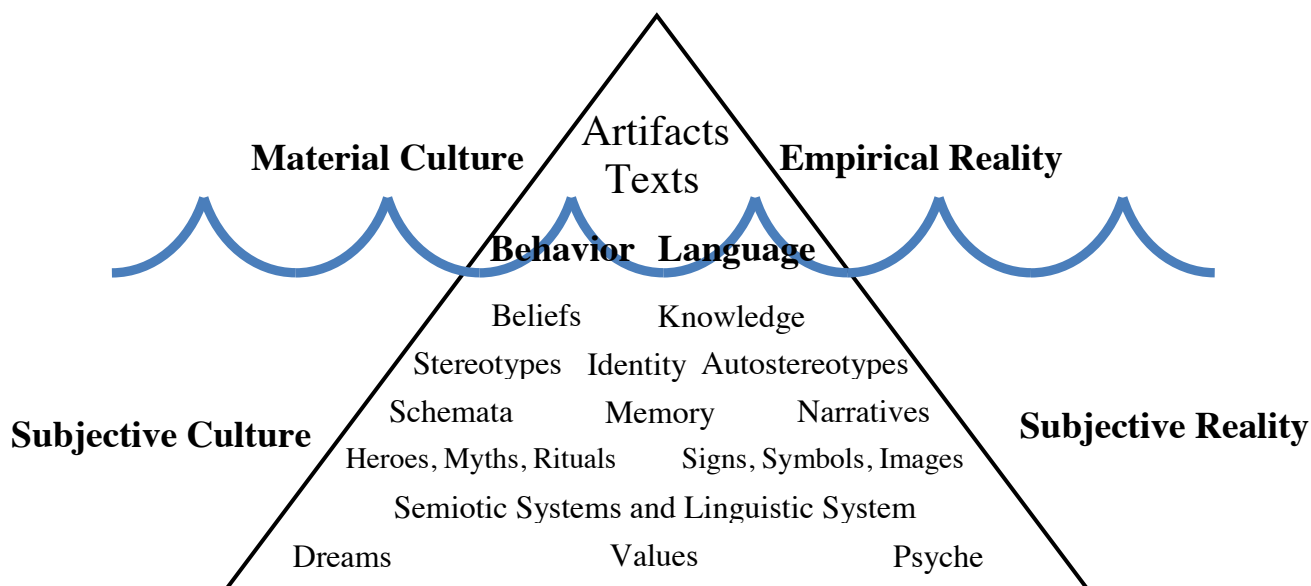 Artifacts
Material Culture Empirical Reality
Texts
Behavior Language
Beliefs Knowledge
Stereotypes Identity Autostereotypes
Schemata Memory Narratives
Subjective Culture Subjective Reality
Heroes, Myths, Rituals Signs, Symbols, Images
Semiotic Systems and Linguistic System
Dreams Values Psyche